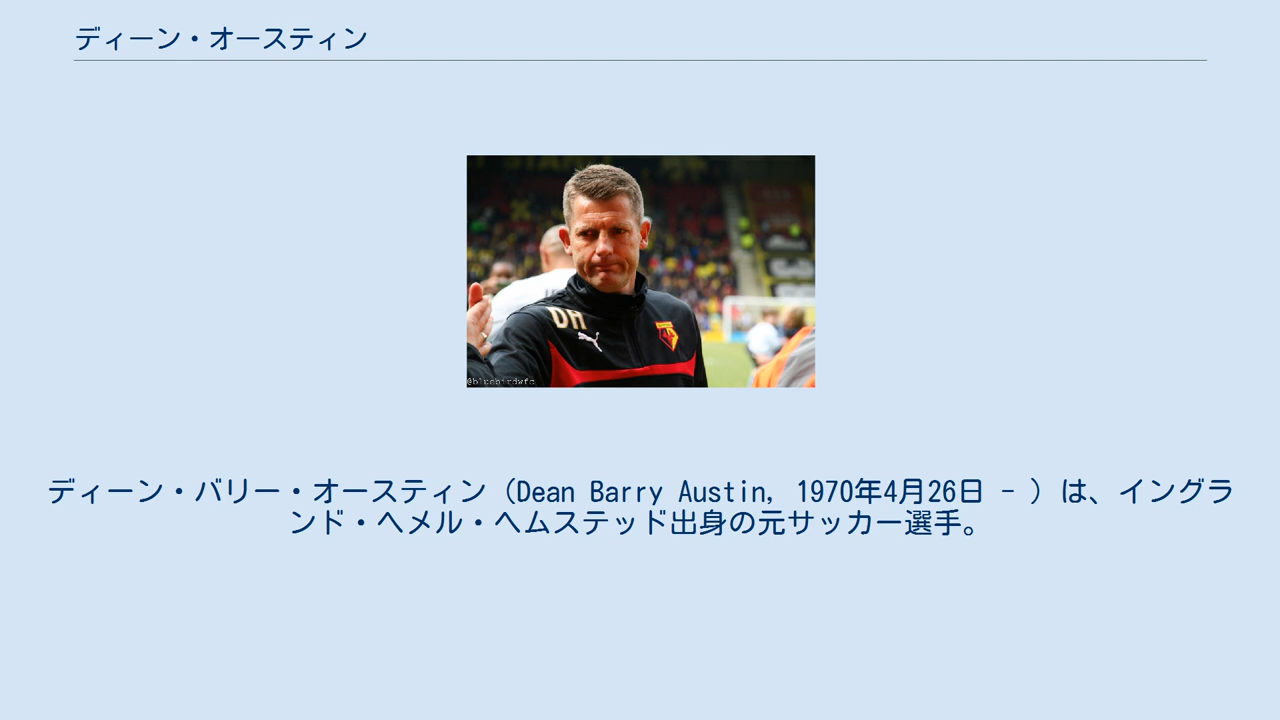 ディーン・オースティン
DH
@bluebirdwfc
ディーン・バリー・オースティン（Dean Barry Austin, 1970年4月26日 - ）は、イングラ
ンド・ヘメル・ヘムステッド出身の元サッカー選手。